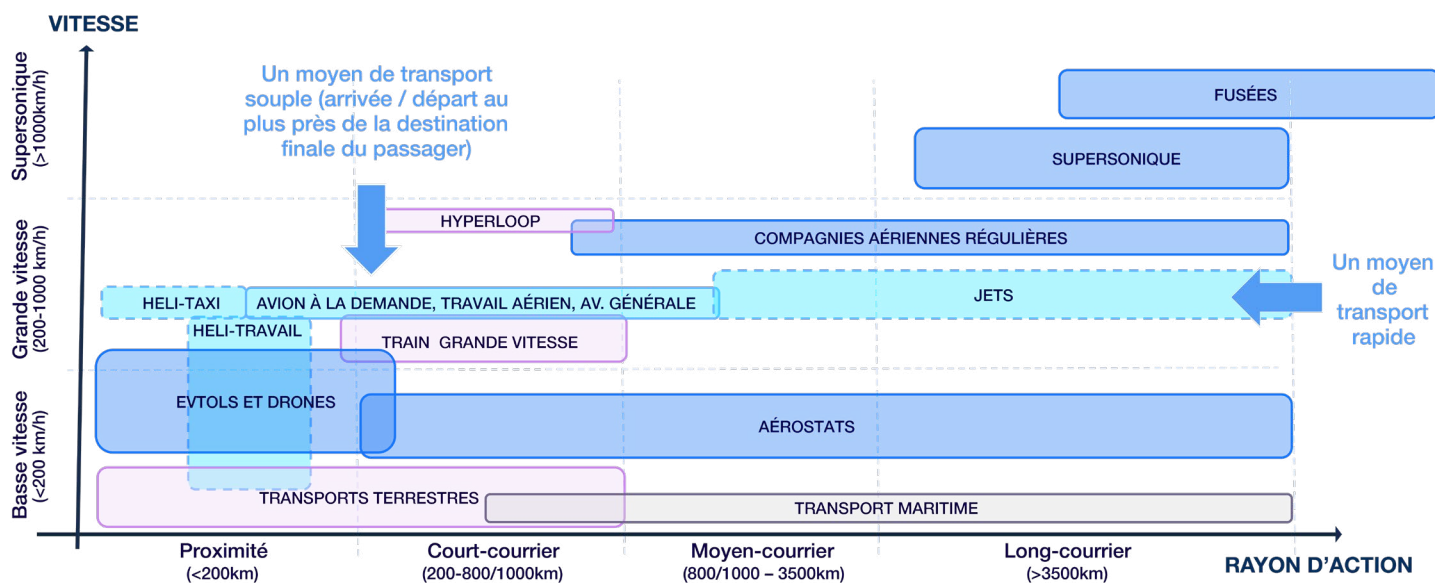 VITESSE
Supersonique
(>1000km/h)
Grande vitesse
(200-1000 km/h)
Basse vitesse
(<200 km/h)
Un moyen de transport
souple (arrivée / départ au
plus près de la destination
finale du passager)
FUSÉES
SUPERSONIQUE
HYPERLOOP
COMPAGNIES AÉRIENNES RÉGULIÈRES
HELI-TAXI
AVION À LA DEMANDE, TRAVAIL AÉRIEN, AV. GÉNÉRALE
JETS
Un moyen
de
transport
rapide
HELI-TRAVAIL
TRAIN GRANDE VITESSE
EVTOLS ET DRONES
AÉROSTATS
TRANSPORTS TERRESTRES
TRANSPORT MARITIME
Proximité
(<200km)
Court-courrier
(200-800/1000km)
Moyen-courrier
(800/1000 – 3500km)
Long-courrier
(>3500km)
RAYON D’ACTION